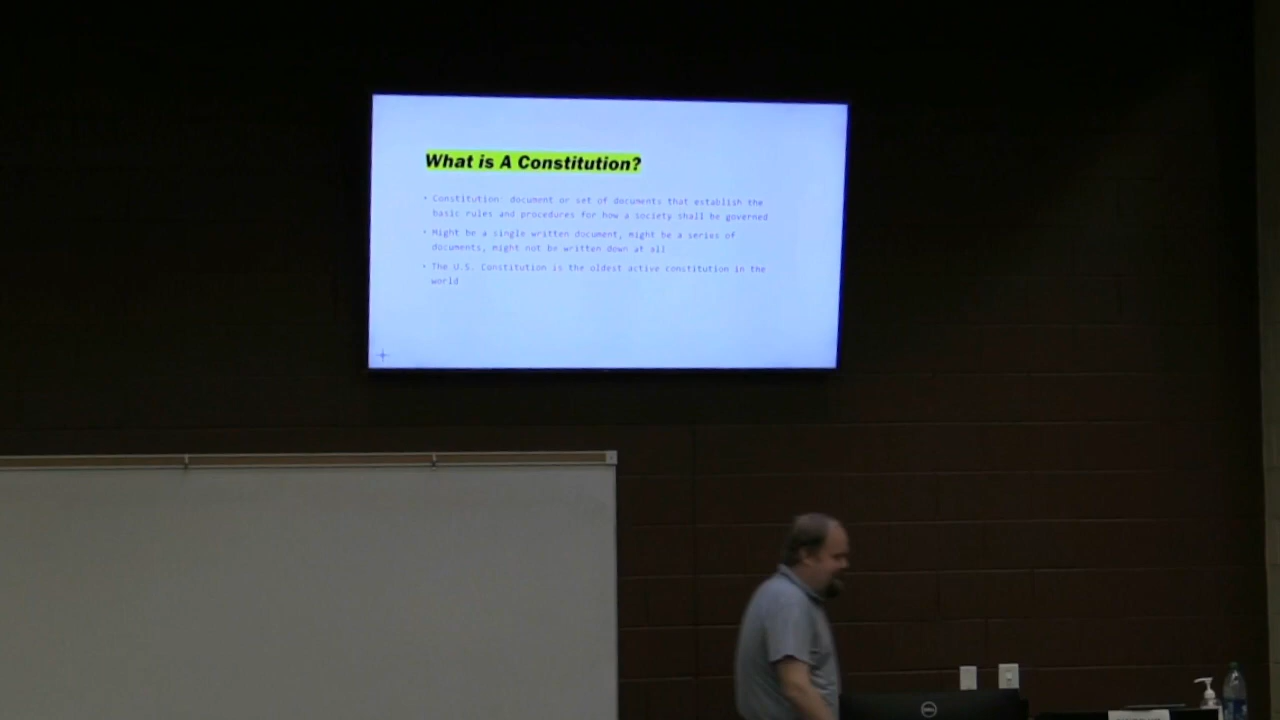 What is A Constitution?
• Constitution: document or set of documents that establish the
basic rules and procedures for how a society shall be governed
• Might be a single written document, might be a series of
documents, might not be written down at all
• The U.S. Constitution is the oldest active constitution in the
world
DELL